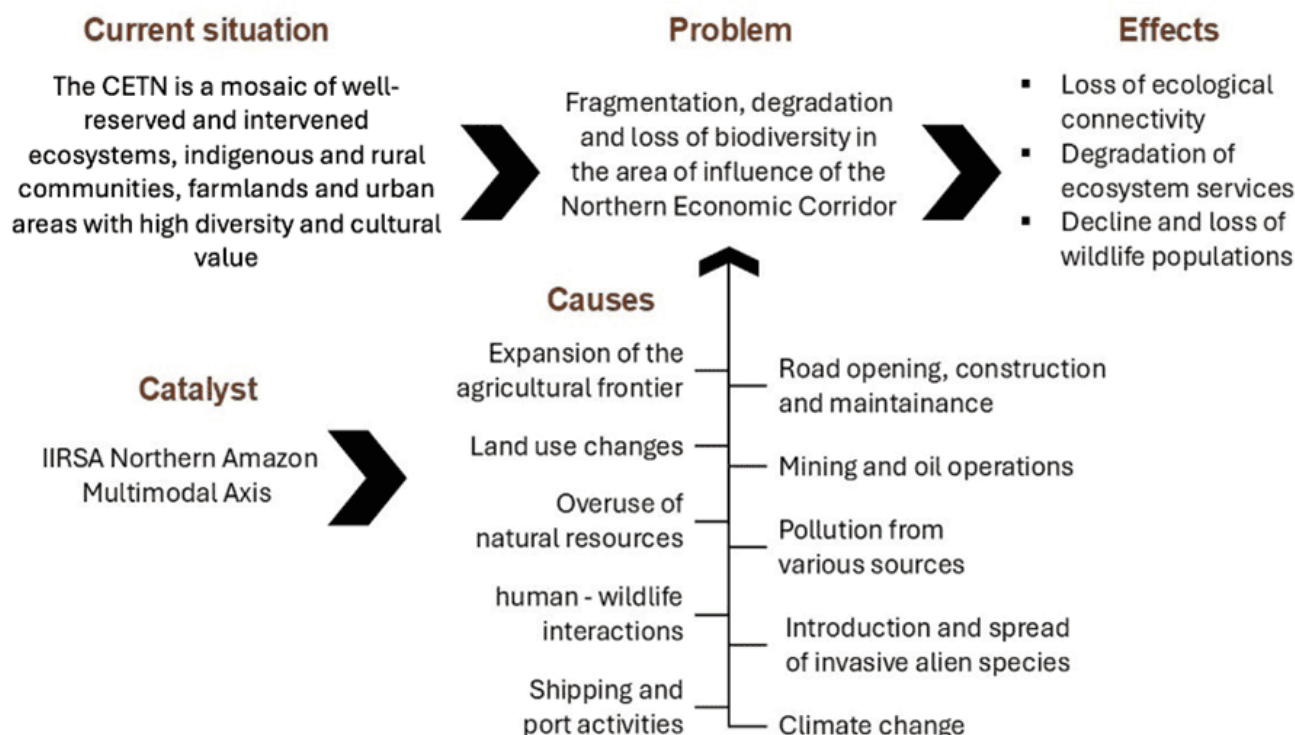 Current situation
The CETN is a mosaic of well-
reserved and intervened
ecosystems, indigenous and rural
communities, farmlands and urban
areas with high diversity and cultural
value
Problem
Fragmentation, degradation
and loss of biodiversity in
the area of influence of the
Northern Economic Corridor
Effects
▪ Loss of ecological
connectivity
▪ Degradation of
ecosystem services
▪ Decline and loss of
wildlife populations
Catalyst
IIRSA Northern Amazon
Multimodal Axis
Causes
Expansion of the
agricultural frontier
Land use changes
Overuse of
natural resources
human - wildlife
interactions
Shipping and
port activities
Road opening, construction
and maintainance
Mining and oil operations
Pollution from
various sources
Introduction and spread
of invasive alien species
Climate change